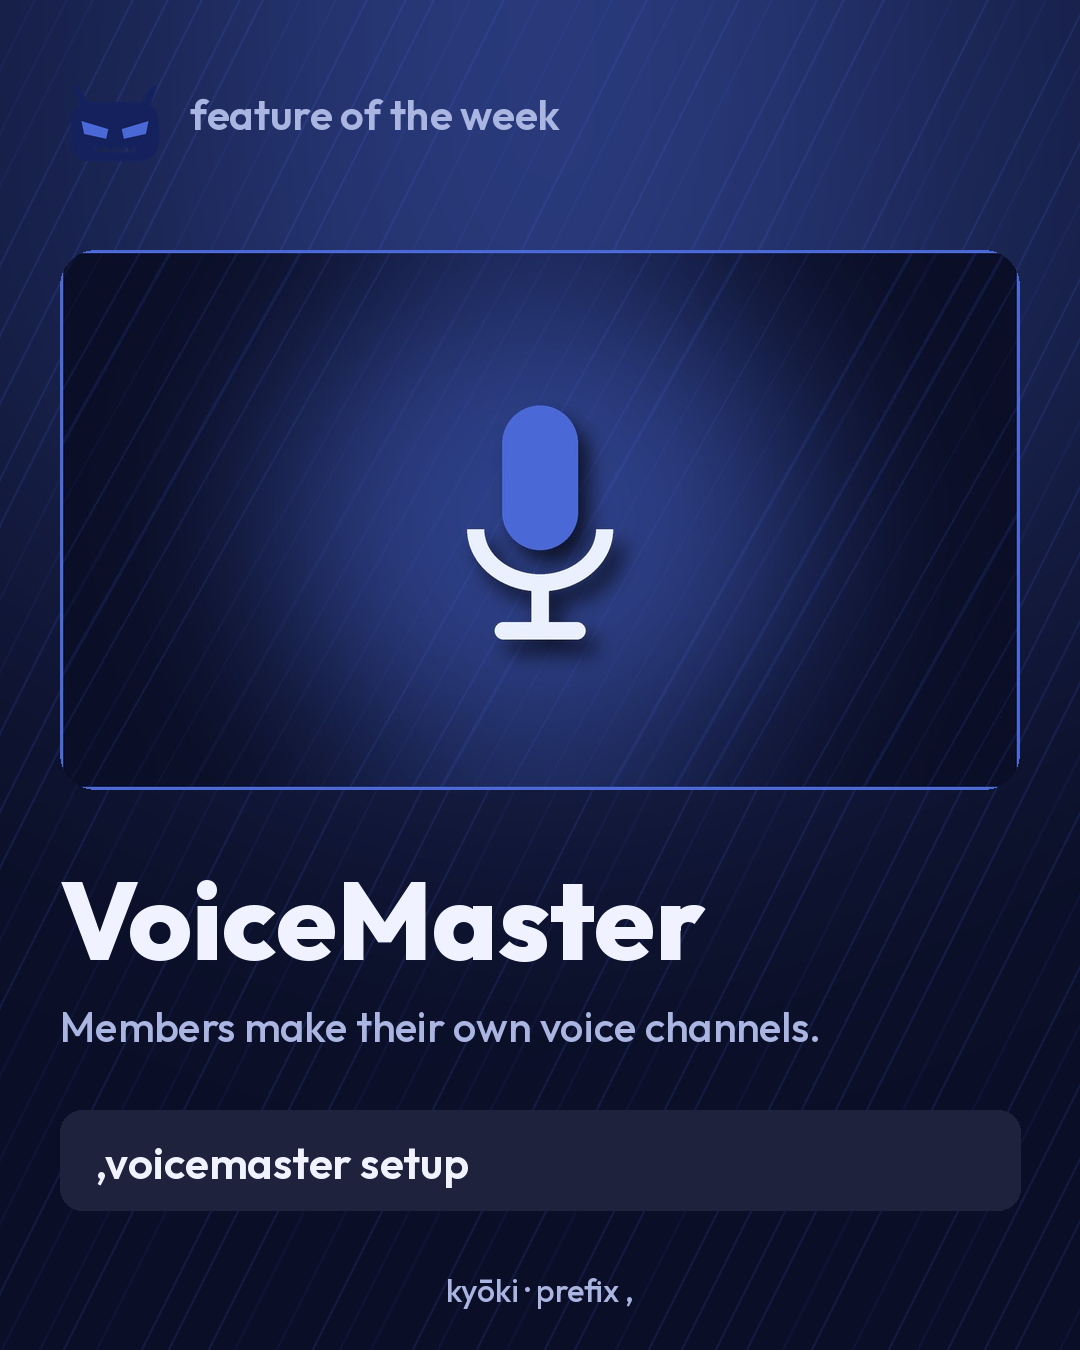 feature of the week
VoiceMaster
Members make their own voice channels.
,voicemaster setup
kyōki · prefix ,